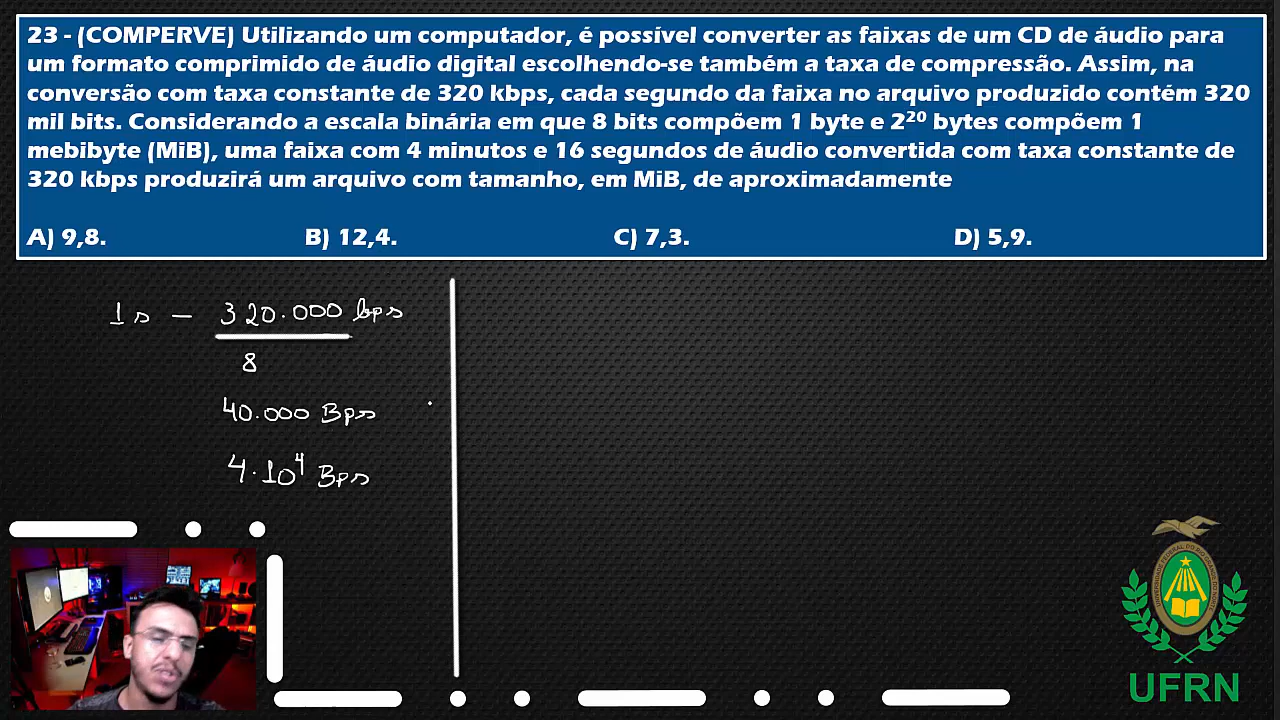 23 - (COMPERVE) Utilizando um computador, é possível converter as faixas de um CD de áudio para
um formato comprimido de áudio digital escolhendo-se também a taxa de compressão. Assim, na
conversão com taxa constante de 320 kbps, cada segundo da faixa no arquivo produzido contém 320
mil bits. Considerando a escala binária em que 8 bits compõem 1 byte e 2²⁰ bytes compõem 1
mebibyte (MiB), uma faixa com 4 minutos e 16 segundos de áudio convertida com taxa constante de
320 kbps produzirá um arquivo com tamanho, em MiB, de aproximadamente
A) 9,8. B) 12,4. C) 7,3. D) 5,9.
1s — 320.000 bps
8
40.000 Bps
4·10⁴ Bps
UFRN